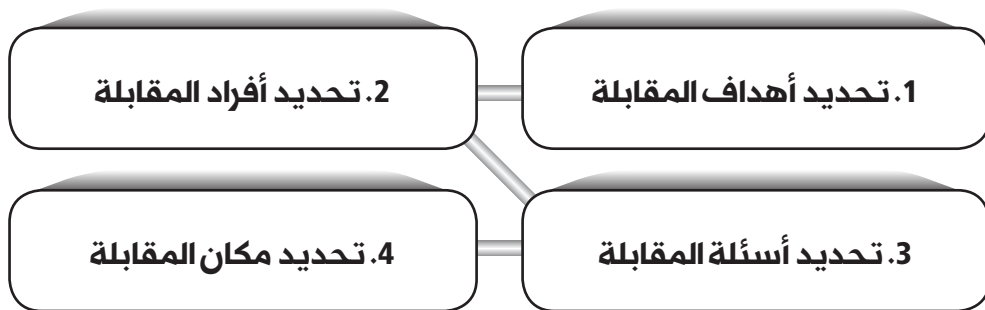 1. تحديد أهداف المقابلة
2. تحديد أفراد المقابلة
3. تحديد أسئلة المقابلة
4. تحديد مكان المقابلة